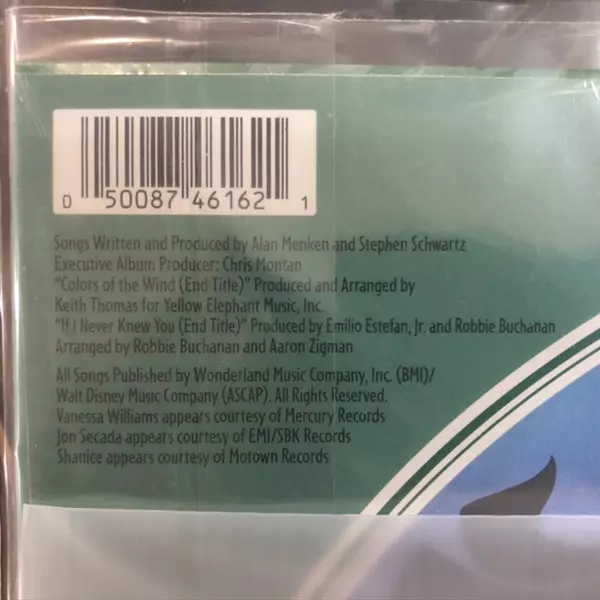 0 50087 46162 1
Songs Written and Produced by Alan Menken and Stephen Schwartz
Executive Album Producer: Chris Montan
"Colors of the Wind (End Title)" Produced and Arranged by
Keith Thomas for Yellow Elephant Music, Inc.
"If I Never Knew You (End Title)" Produced by Emilio Estefan, Jr. and Robbie Buchanan
Arranged by Robbie Buchanan and Aaron Zigman
All Songs Published by Wonderland Music Company, Inc. (BMI)/
Walt Disney Music Company (ASCAP). All Rights Reserved.
Vanessa Williams appears courtesy of Mercury Records
Jon Secada appears courtesy of EMI/SBK Records
Shanice appears courtesy of Motown Records